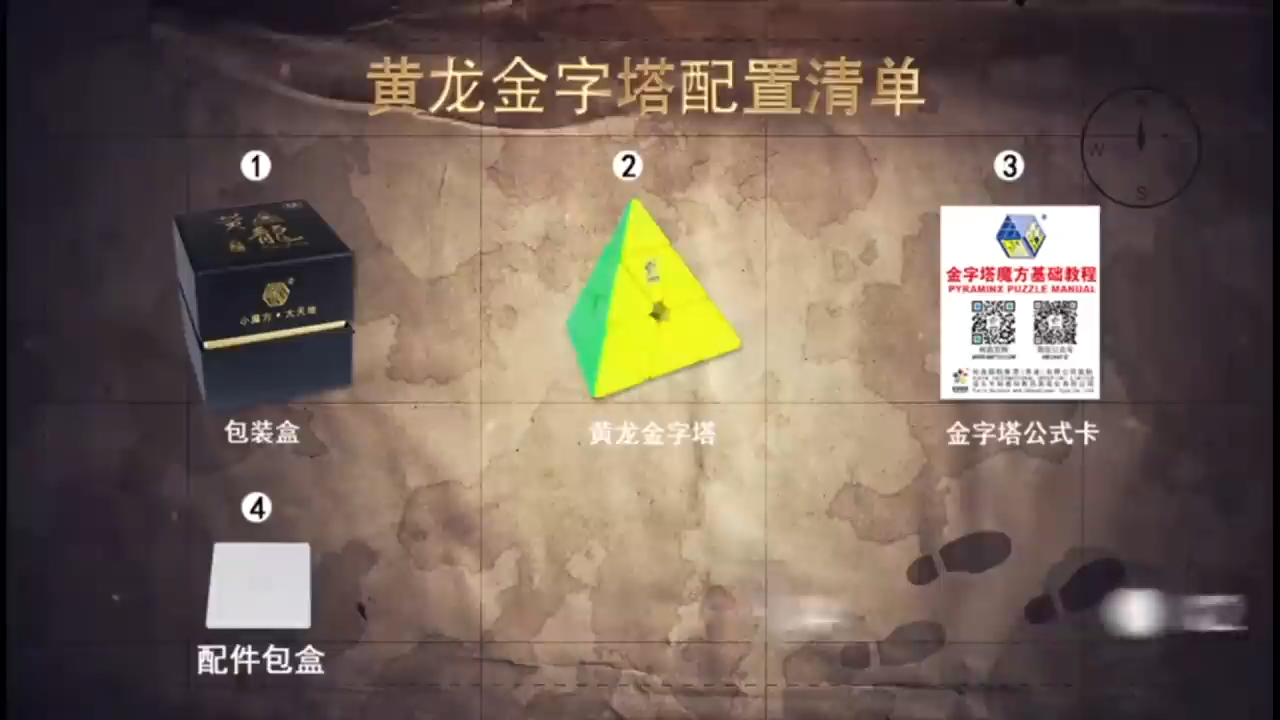 黄龙金字塔配置清单
1
2
3
小魔方•大天地
金字塔魔方基础教程
PYRAMINX PUZZLE MANUAL
包装盒
黄龙金字塔
金字塔公式卡
4
配件包盒
W
S